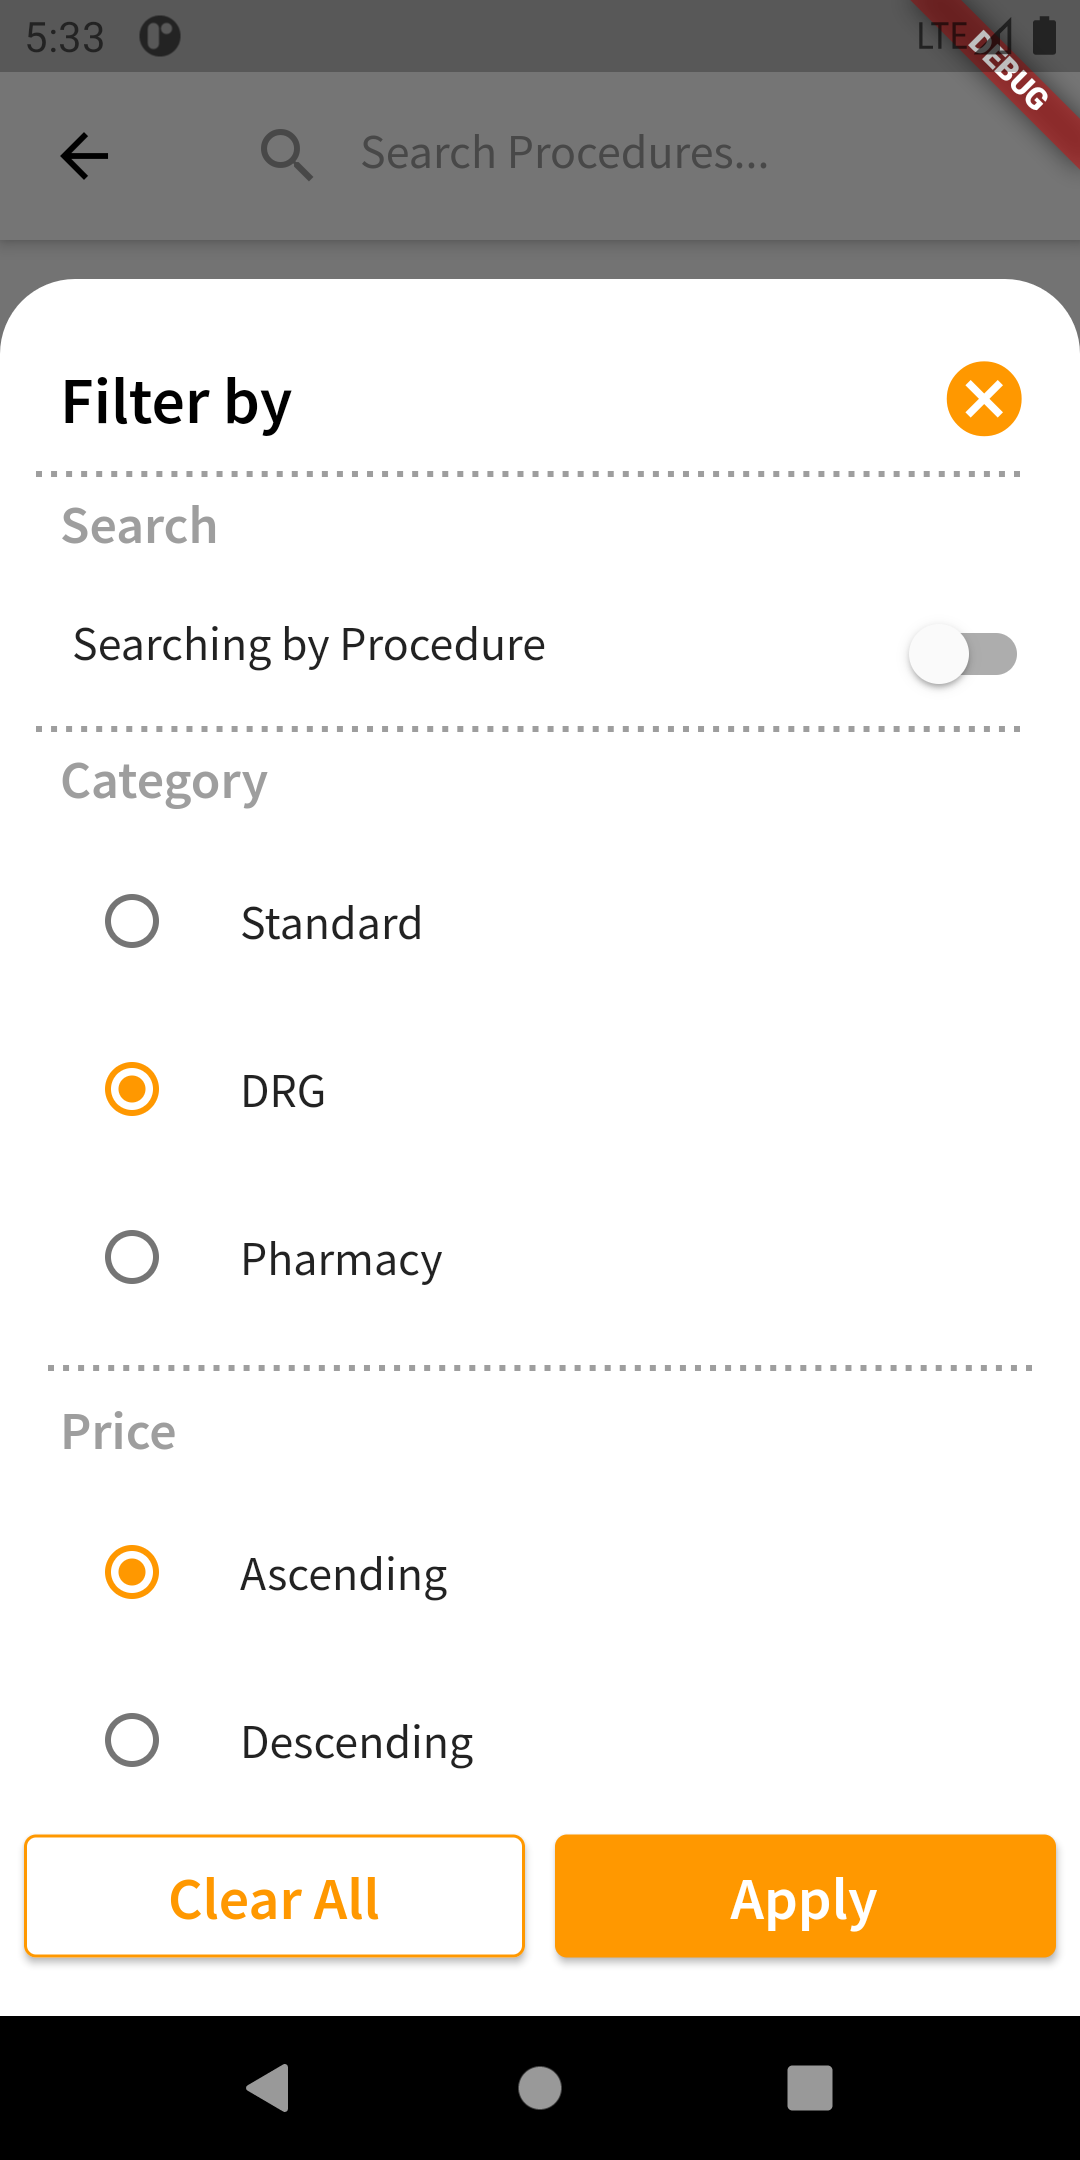 5:33
LTE
DEBUG
Search Procedures...
Filter by
Search
Searching by Procedure
Category
Standard
DRG
Pharmacy
Price
Ascending
Descending
Clear All
Apply